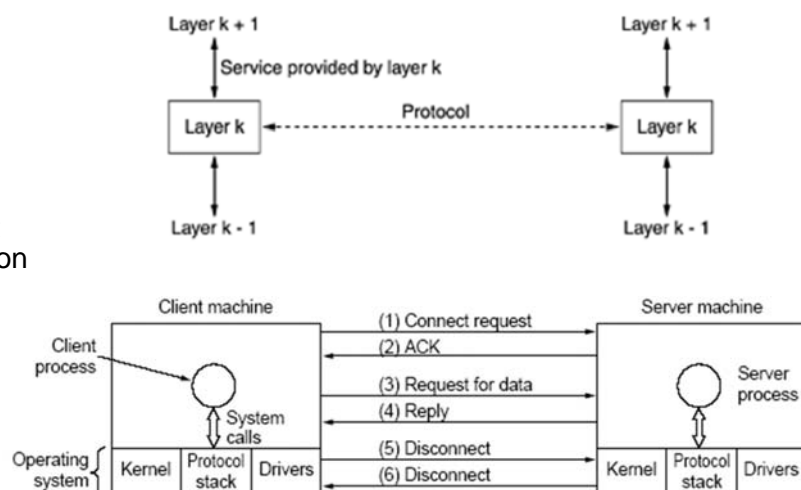 Layer k + 1
Layer k + 1
Service provided by layer k
Layer k
Protocol
Layer k
Layer k - 1
Layer k - 1
on
Client machine
Server machine
(1) Connect request
Client
process
(2) ACK
(3) Request for data
Server
process
(4) Reply
System
calls
(5) Disconnect
Operating
system
Kernel
Protocol
stack
Drivers
(6) Disconnect
Kernel
Protocol
stack
Drivers